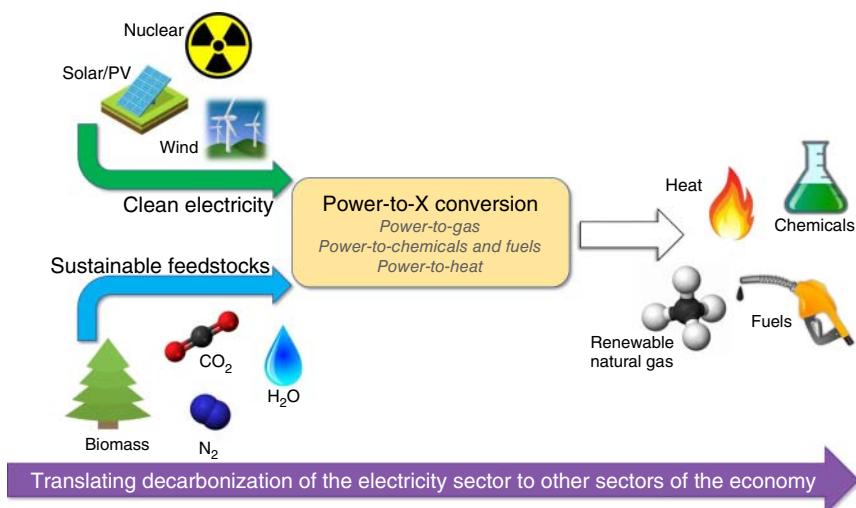 Nuclear
Solar/PV
Wind
Clean electricity
Sustainable feedstocks
CO₂
H₂O
Biomass
N₂
Power-to-X conversion
Power-to-gas
Power-to-chemicals and fuels
Power-to-heat
Heat
Chemicals
Renewable
natural gas
Fuels
Translating decarbonization of the electricity sector to other sectors of the economy